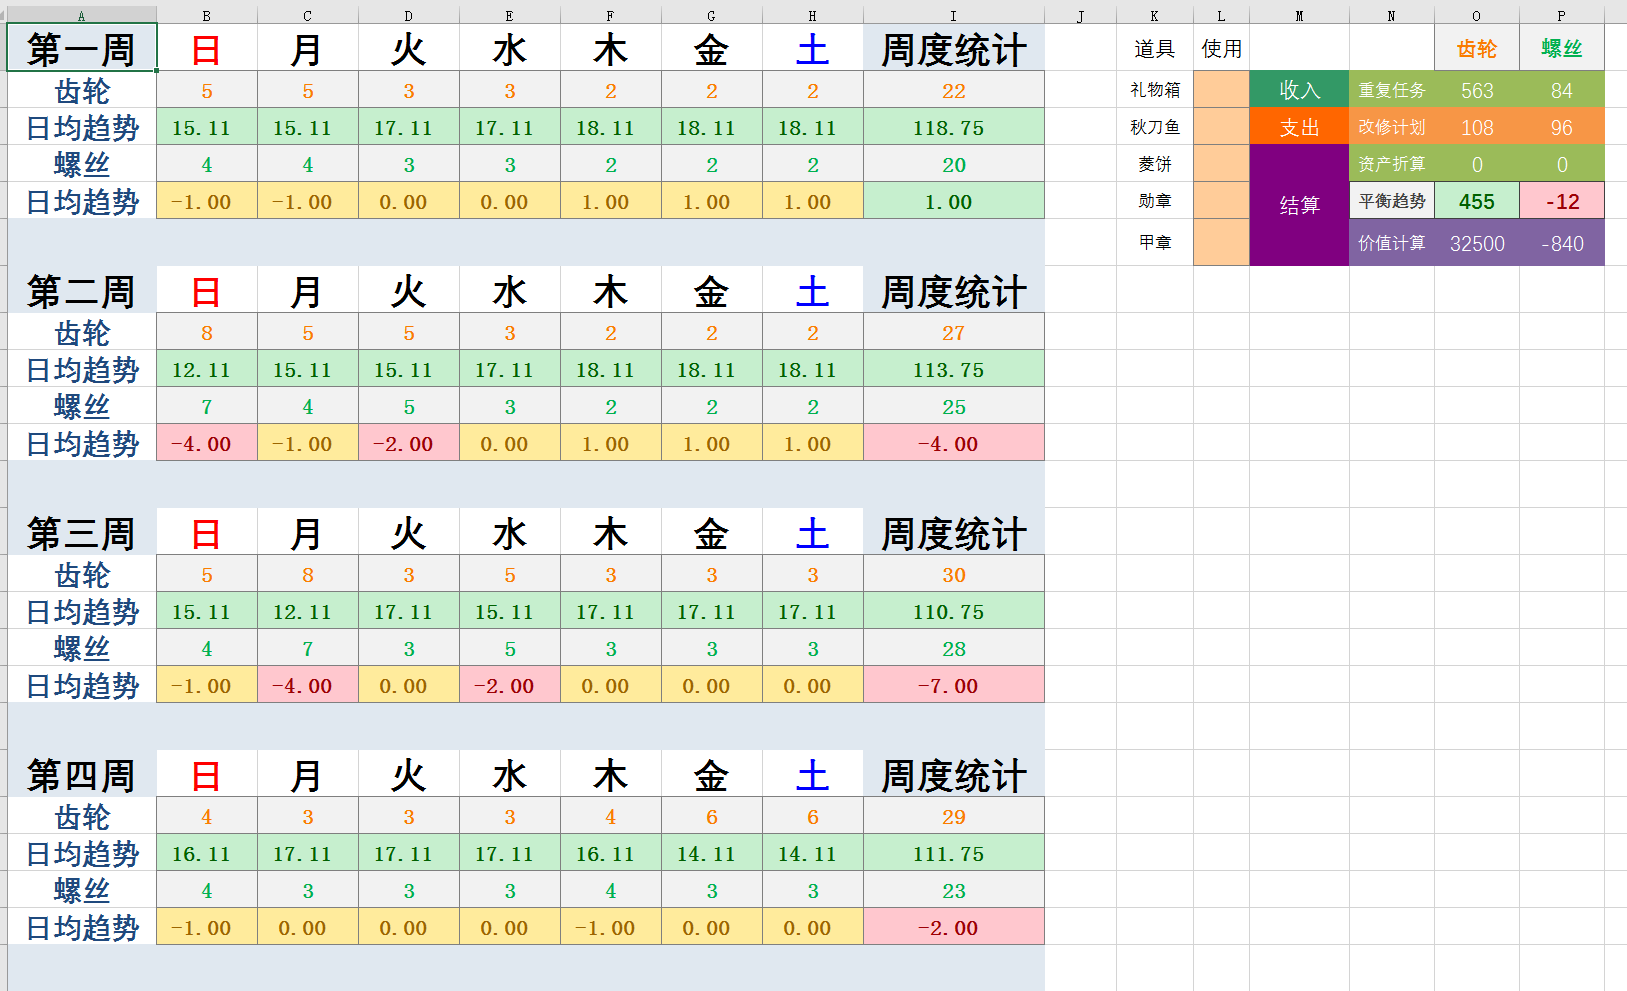 A B C D E F G H I J K L M N O P
第一周 日 月 火 水 木 金 土 周度统计 道具 使用 齿轮 螺丝
齿轮 5 5 3 3 2 2 2 22 礼物箱 收入 重复任务 563 84
日均趋势 15.11 15.11 17.11 17.11 18.11 18.11 18.11 118.75 秋刀鱼 支出 改修计划 108 96
螺丝 4 4 3 3 2 2 2 20 菱饼 资产折算 0 0
日均趋势 -1.00 -1.00 0.00 0.00 1.00 1.00 1.00 1.00 勋章 结算 平衡趋势 455 -12
甲章 价值计算 32500 -840
第二周 日 月 火 水 木 金 土 周度统计
齿轮 8 5 5 3 2 2 2 27
日均趋势 12.11 15.11 15.11 17.11 18.11 18.11 18.11 113.75
螺丝 7 4 5 3 2 2 2 25
日均趋势 -4.00 -1.00 -2.00 0.00 1.00 1.00 1.00 -4.00
第三周 日 月 火 水 木 金 土 周度统计
齿轮 5 8 3 5 3 3 3 30
日均趋势 15.11 12.11 17.11 15.11 17.11 17.11 17.11 110.75
螺丝 4 7 3 5 3 3 3 28
日均趋势 -1.00 -4.00 0.00 -2.00 0.00 0.00 0.00 -7.00
第四周 日 月 火 水 木 金 土 周度统计
齿轮 4 3 3 3 4 6 6 29
日均趋势 16.11 17.11 17.11 17.11 16.11 14.11 14.11 111.75
螺丝 4 3 3 3 4 3 3 23
日均趋势 -1.00 0.00 0.00 0.00 -1.00 0.00 0.00 -2.00